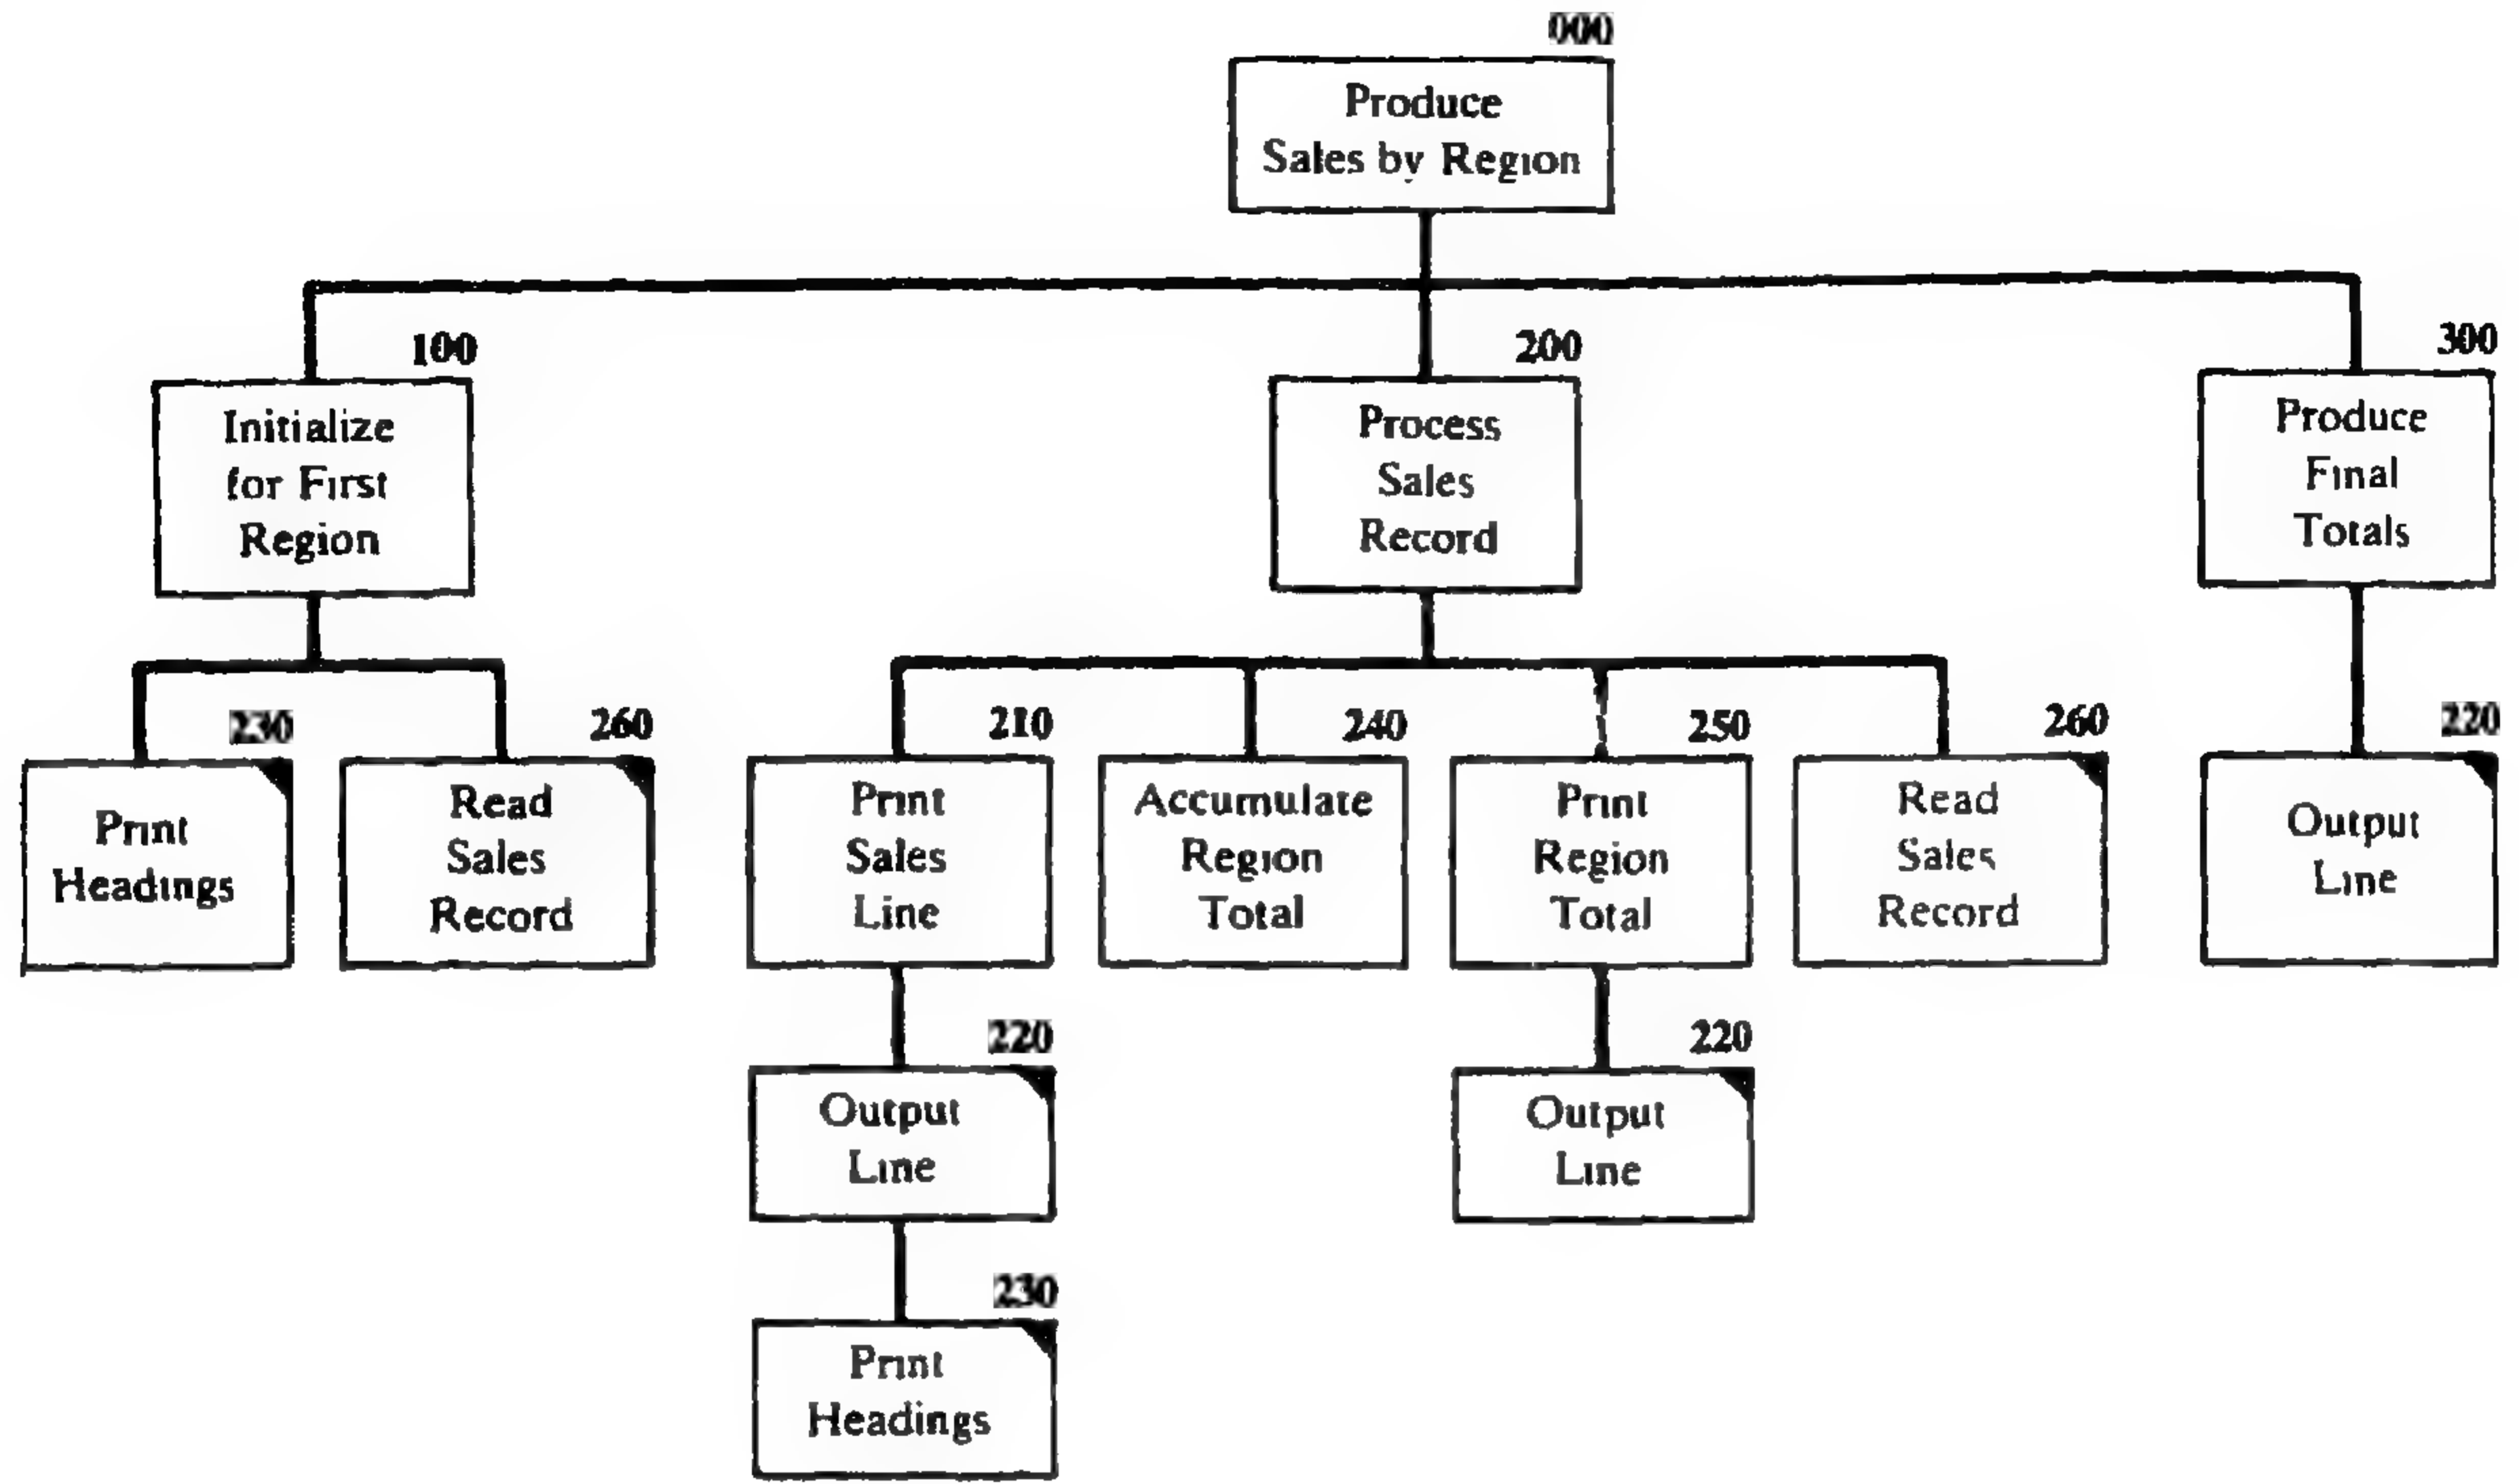 000
Produce
Sales by Region
100
200
300
Initialize
for First
Region
Process
Sales
Record
Produce
Final
Totals
230
260
210
240
250
260
220
Print
Headings
Read
Sales
Record
Print
Sales
Line
Accumulate
Region
Total
Print
Region
Total
Read
Sales
Record
Output
Line
220
220
Output
Line
Output
Line
230
Print
Headings